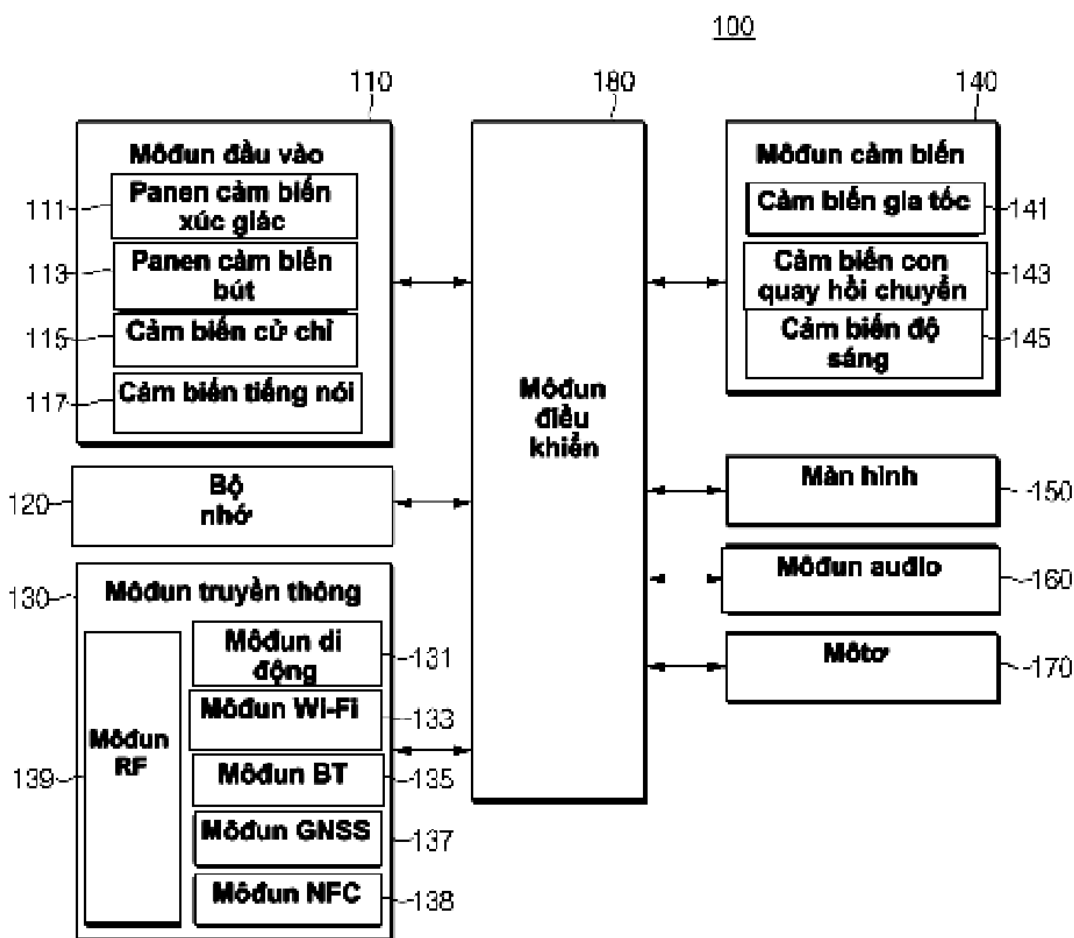 100
110
180
140
Môđun đầu vào
Panen cảm biến
xúc giác
111
Panen cảm biến
bút
113
Cảm biến cử chỉ
115
Cảm biến tiếng nói
117
Môđun
điều
khiển
Môđun cảm biến
Cảm biến gia tốc
141
Cảm biến con
quay hồi chuyển
143
Cảm biến độ
sáng
145
120
Bộ
nhớ
Màn hình
150
Môđun audio
160
Môtơ
170
130
Môđun truyền thông
Môđun
RF
139
Môđun di
động
131
Môđun Wi-Fi
133
Môđun BT
135
Môđun GNSS
137
Môđun NFC
138